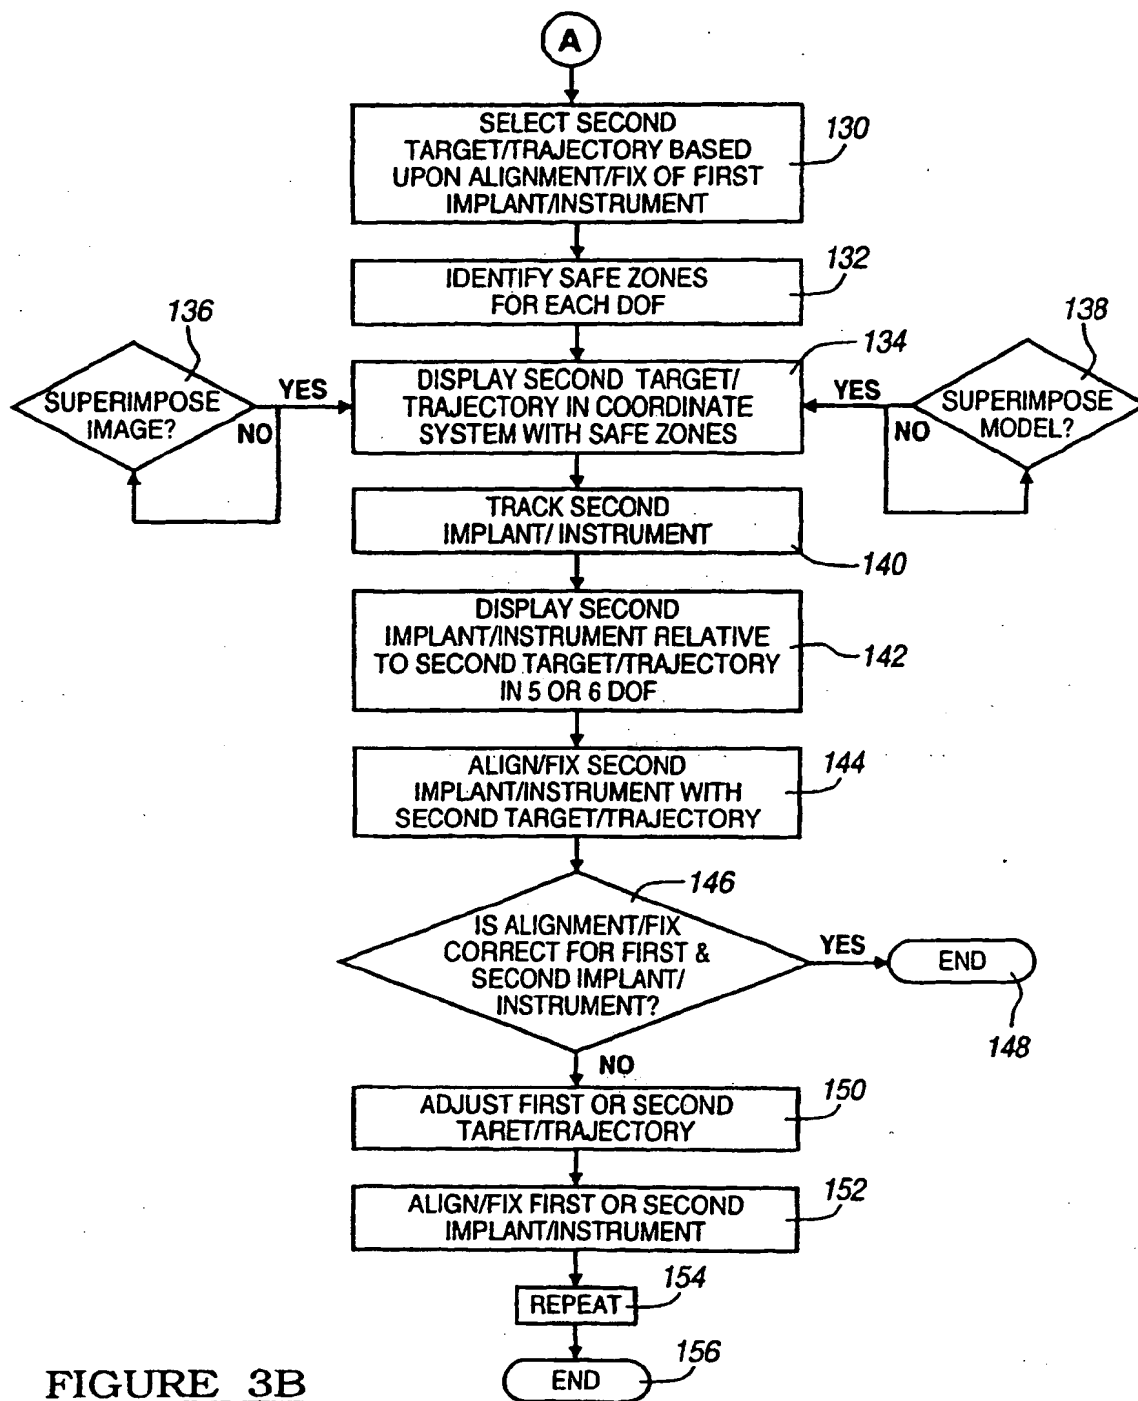 A
SELECT SECOND
TARGET/TRAJECTORY BASED
UPON ALIGNMENT/FIX OF FIRST
IMPLANT/INSTRUMENT
130
IDENTIFY SAFE ZONES
FOR EACH DOF
132
136
SUPERIMPOSE
IMAGE?
YES
NO
DISPLAY SECOND TARGET/
TRAJECTORY IN COORDINATE
SYSTEM WITH SAFE ZONES
134
138
YES
NO
SUPERIMPOSE
MODEL?
TRACK SECOND
IMPLANT/ INSTRUMENT
140
DISPLAY SECOND
IMPLANT/INSTRUMENT RELATIVE
TO SECOND TARGET/TRAJECTORY
IN 5 OR 6 DOF
142
ALIGN/FIX SECOND
IMPLANT/INSTRUMENT WITH
SECOND TARGET/TRAJECTORY
144
146
IS ALIGNMENT/FIX
CORRECT FOR FIRST &
SECOND IMPLANT/
INSTRUMENT?
YES
END
148
NO
ADJUST FIRST OR SECOND
TARET/TRAJECTORY
150
ALIGN/FIX FIRST OR SECOND
IMPLANT/INSTRUMENT
152
REPEAT
154
END
156
FIGURE 3B